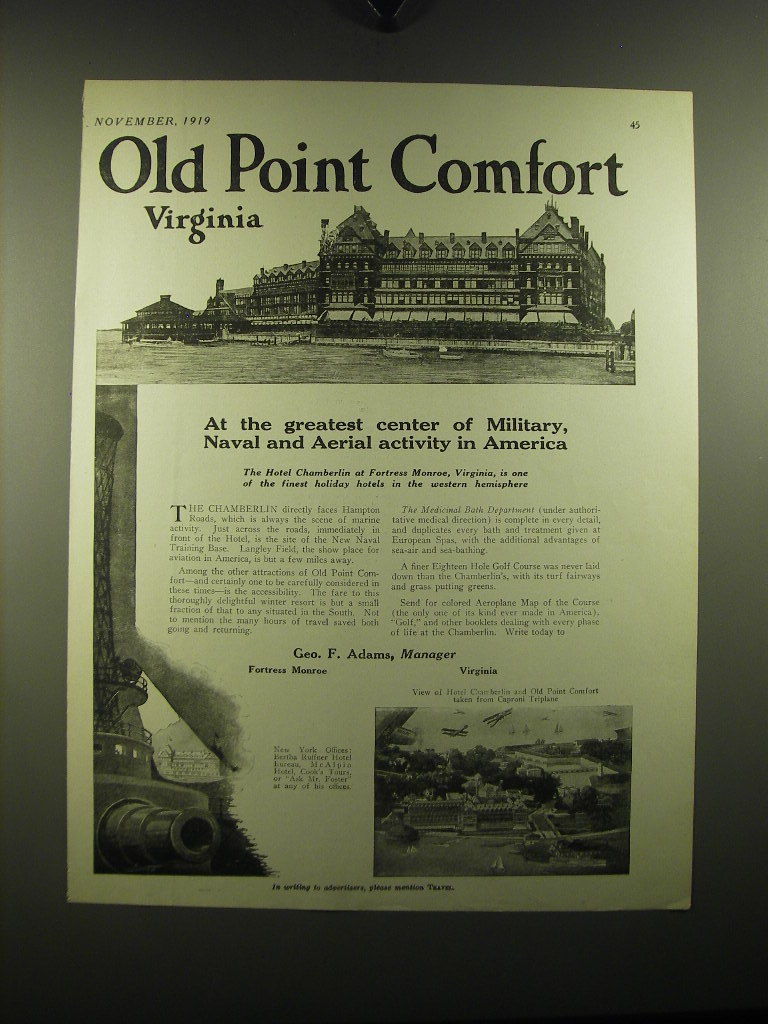 NOVEMBER, 1919
45
Old Point Comfort
Virginia
At the greatest center of Military,
Naval and Aerial activity in America
The Hotel Chamberlin at Fortress Monroe, Virginia, is one
of the finest holiday hotels in the western hemisphere
THE CHAMBERLIN directly faces Hampton
Roads, which is always the scene of marine
activity. Just across the roads, immediately in
front of the Hotel, is the site of the New Naval
Training Base. Langley Field, the show place for
aviation in America, is but a few miles away.
Among the other attractions of Old Point Com-
fort—and certainly one to be carefully considered in
these times—is the accessibility. The fare to this
thoroughly delightful winter resort is but a small
fraction of that to any situated in the South. Not
to mention the many hours of travel saved both
going and returning.
The Medicinal Bath Department (under authori-
tative medical direction) is complete in every detail,
and duplicates every bath and treatment given at
European Spas, with the additional advantages of
sea-air and sea-bathing.
A finer Eighteen Hole Golf Course was never laid
down than the Chamberlin's, with its turf fairways
and grass putting greens.
Send for colored Aeroplane Map of the Course
(the only one of its kind ever made in America),
"Golf," and other booklets dealing with every phase
of life at the Chamberlin. Write today to
Geo. F. Adams, Manager
Fortress Monroe Virginia
View of Hotel Chamberlin and Old Point Comfort
taken from Caproni Triplane
New York Offices:
Bertha Ruffner Hotel
Bureau, McAlpin
Hotel, Cook's Tours,
or "Ask Mr. Foster"
at any of his offices.
In writing to advertisers, please mention TRAVEL.